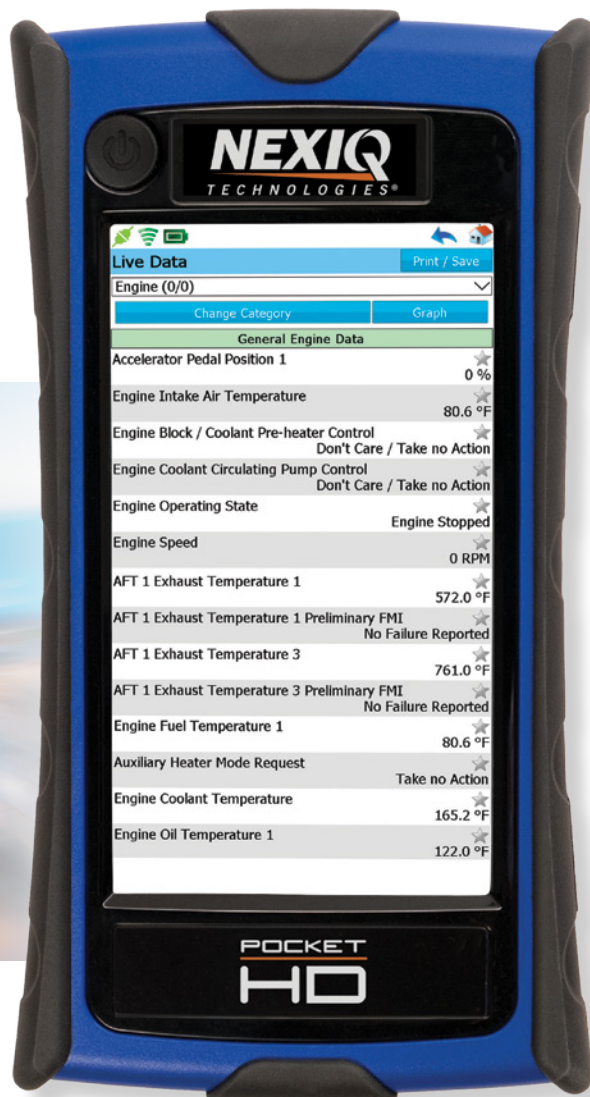 NEXIQ
TECHNOLOGIES®
Live Data
Print / Save
Engine (0/0)
Change Category
Graph
General Engine Data
Accelerator Pedal Position 1
0 %
Engine Intake Air Temperature
80.6 °F
Engine Block / Coolant Pre-heater Control
Don't Care / Take no Action
Engine Coolant Circulating Pump Control
Don't Care / Take no Action
Engine Operating State
Engine Stopped
Engine Speed
0 RPM
AFT 1 Exhaust Temperature 1
572.0 °F
AFT 1 Exhaust Temperature 1 Preliminary FMI
No Failure Reported
AFT 1 Exhaust Temperature 3
761.0 °F
AFT 1 Exhaust Temperature 3 Preliminary FMI
No Failure Reported
Engine Fuel Temperature 1
80.6 °F
Auxiliary Heater Mode Request
Take no Action
Engine Coolant Temperature
165.2 °F
Engine Oil Temperature 1
122.0 °F
POCKET
HD